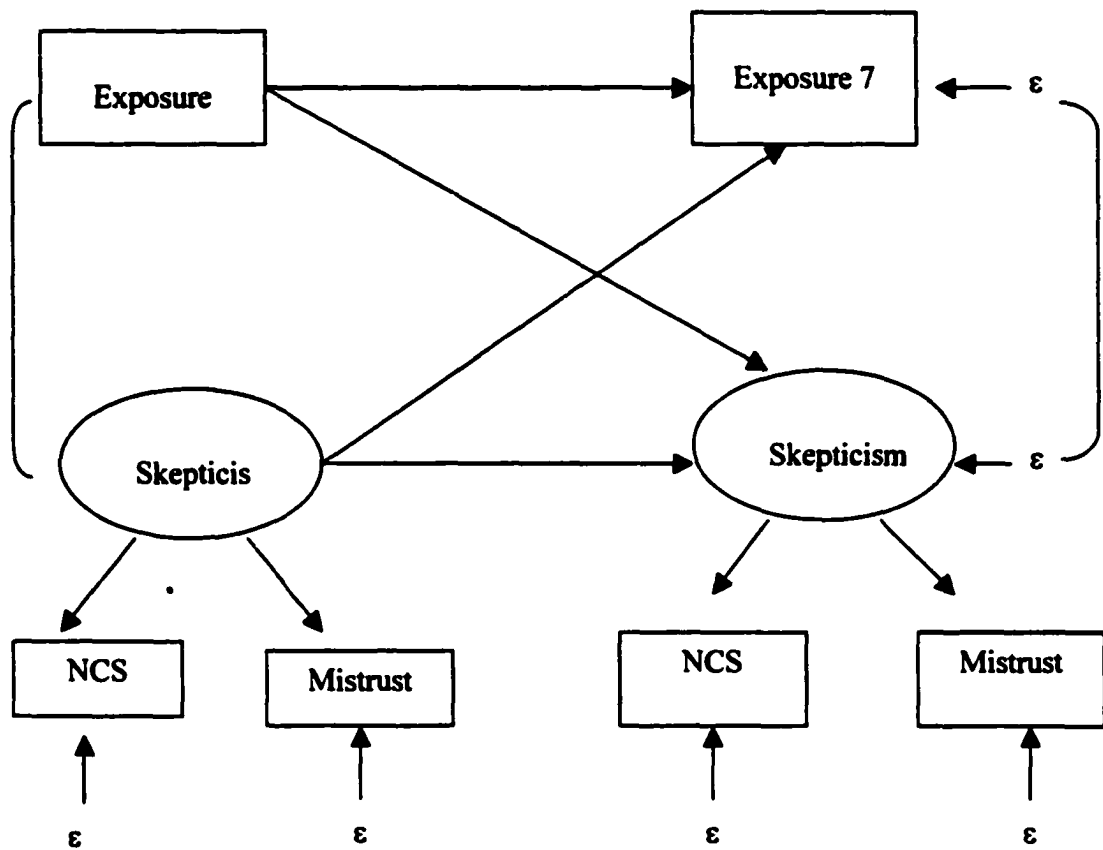 Exposure
Exposure 7
ε
Skepticis
Skepticism
ε
NCS
Mistrust
NCS
Mistrust
ε
ε
ε
ε